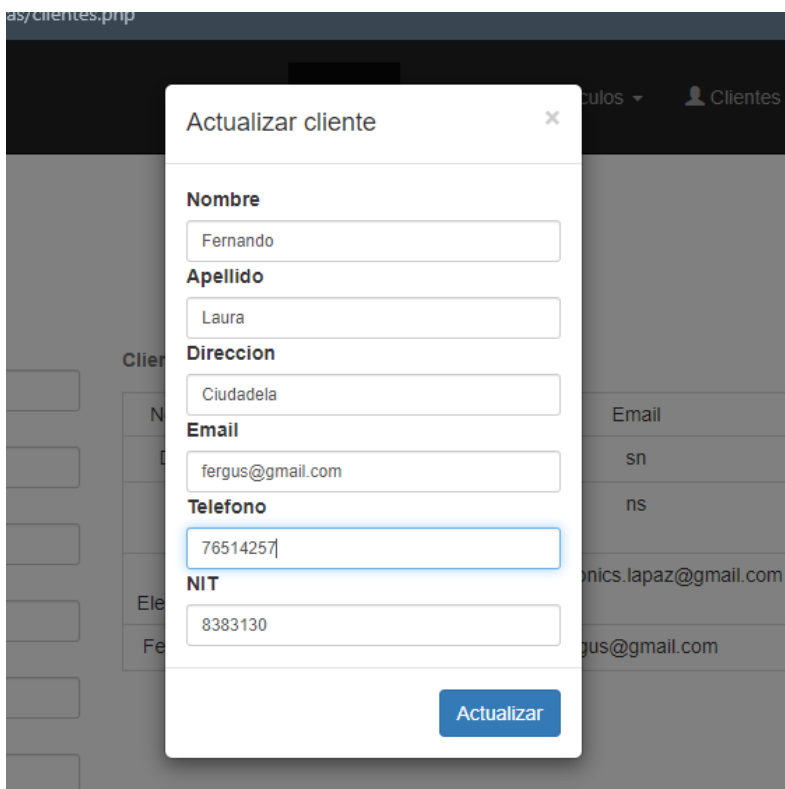 as/clientes.php
culos
Clientes
Actualizar cliente
×
Nombre
Fernando
Apellido
Laura
Direccion
Ciudadela
Email
fergus@gmail.com
Telefono
76514257
NIT
8383130
Actualizar
Clien
N
Email
sn
ns
Ele
onics.lapaz@gmail.com
Fe
gus@gmail.com